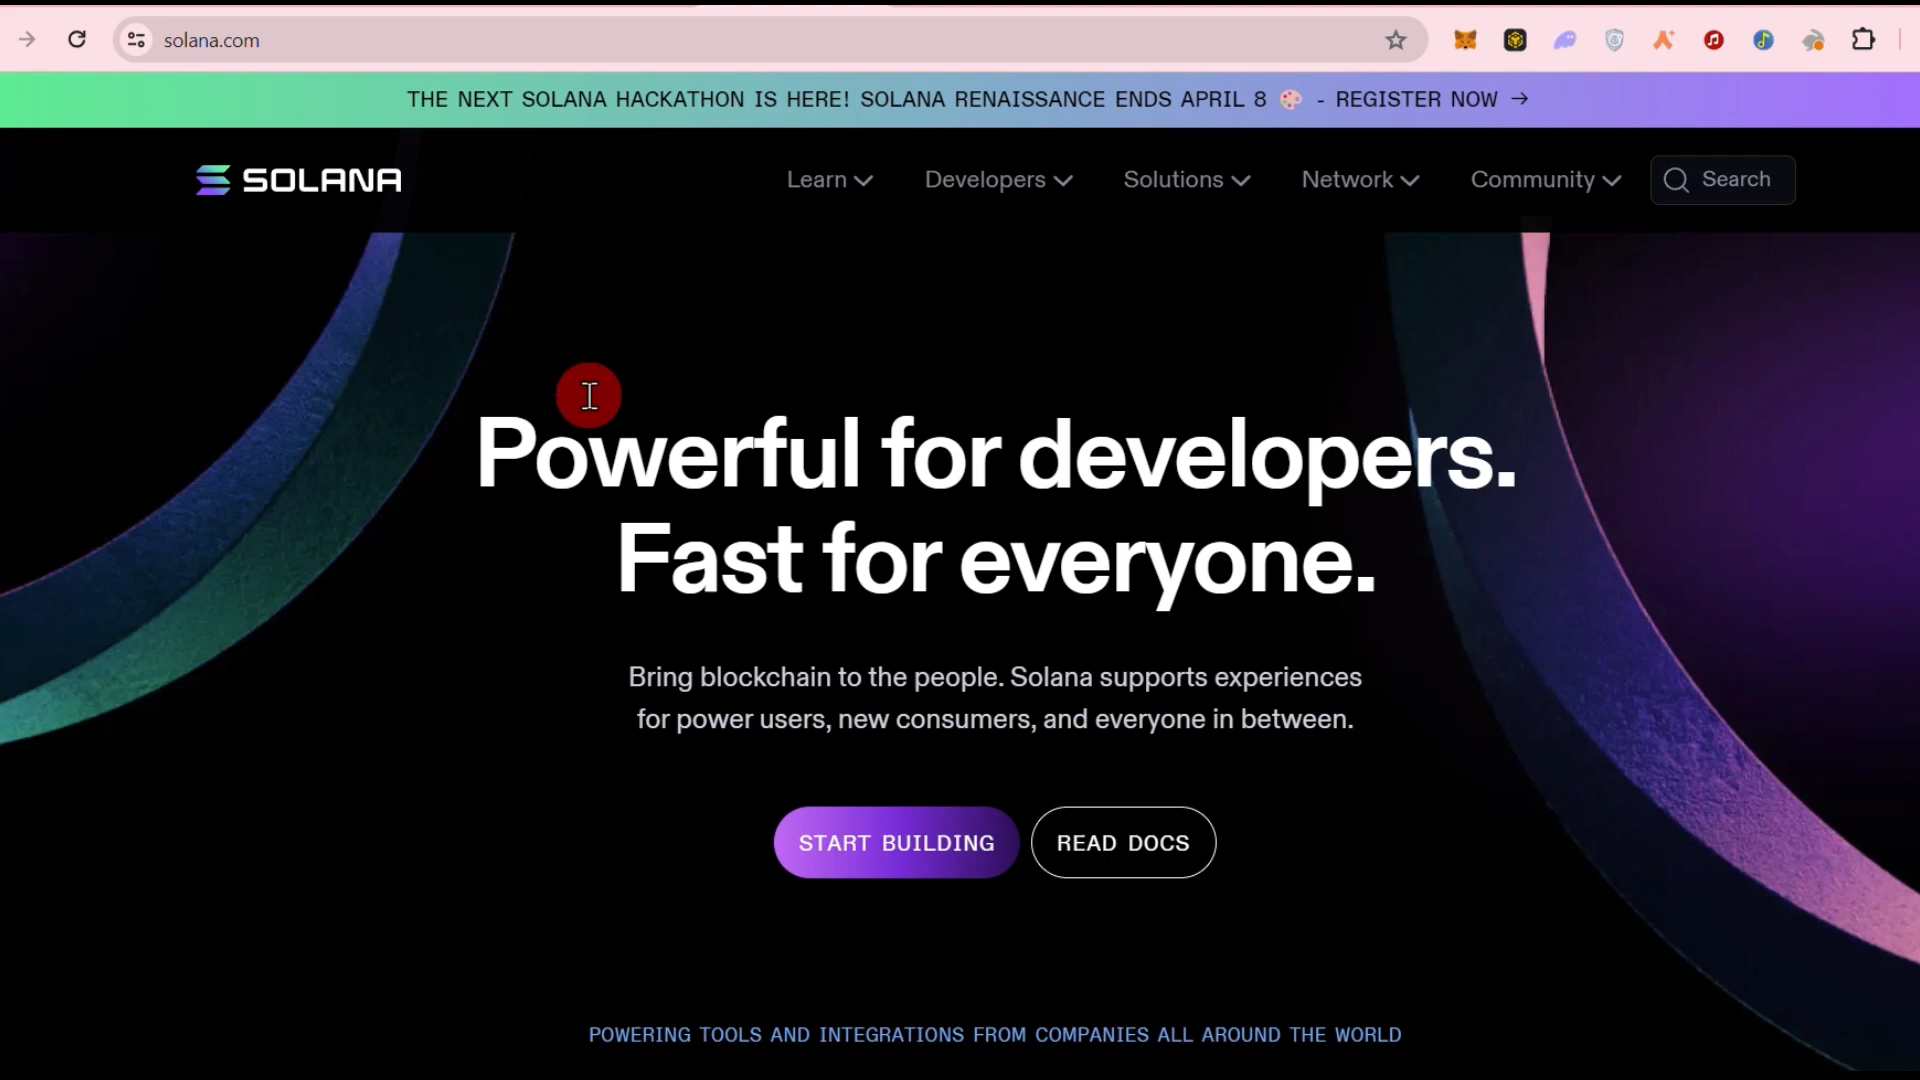 solana.com
THE NEXT SOLANA HACKATHON IS HERE! SOLANA RENAISSANCE ENDS APRIL 8 🎨 - REGISTER NOW →
SOLANA
Learn
Developers
Solutions
Network
Community
Search
Powerful for developers.
Fast for everyone.
Bring blockchain to the people. Solana supports experiences
for power users, new consumers, and everyone in between.
START BUILDING
READ DOCS
POWERING TOOLS AND INTEGRATIONS FROM COMPANIES ALL AROUND THE WORLD